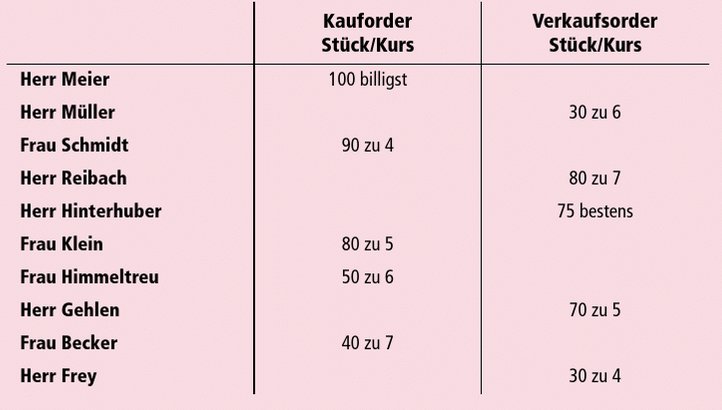 Kauforder Verkaufsorder
Stück/Kurs Stück/Kurs
Herr Meier 100 billigst
Herr Müller 30 zu 6
Frau Schmidt 90 zu 4
Herr Reibach 80 zu 7
Herr Hinterhuber 75 bestens
Frau Klein 80 zu 5
Frau Himmeltreu 50 zu 6
Herr Gehlen 70 zu 5
Frau Becker 40 zu 7
Herr Frey 30 zu 4